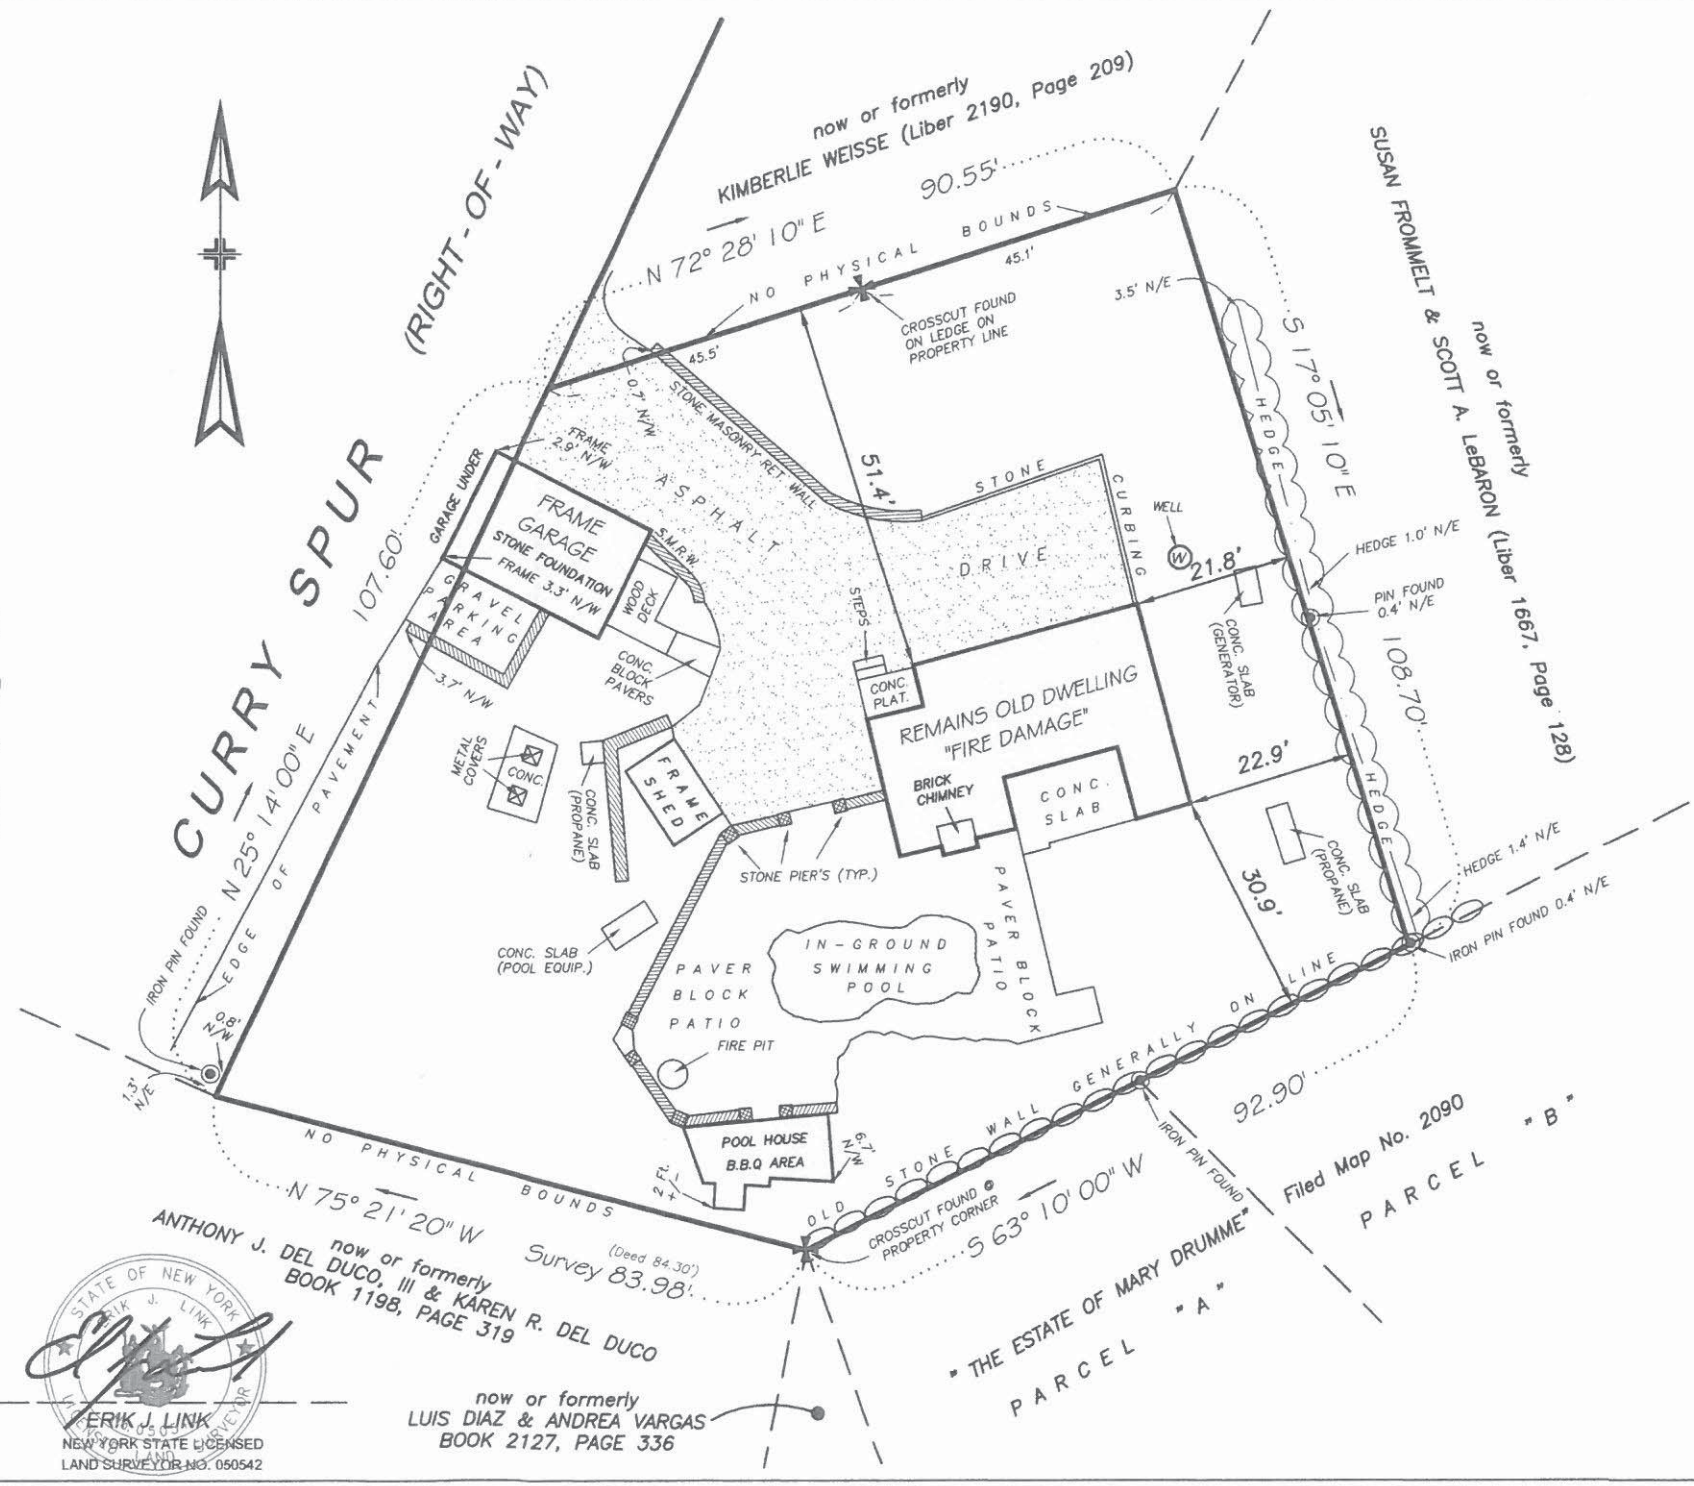 now or formerly
KIMBERLIE WEISSE (Liber 2190, Page 209)
90.55'
N 72° 28' 10" E
NO PHYSICAL BOUNDS
45.1'
45.5'
CROSSCUT FOUND
ON LEDGE ON
PROPERTY LINE
(RIGHT-OF-WAY)
CURRY SPUR
107.60'
N 25° 14' 00" E
EDGE OF PAVEMENT
IRON PIN FOUND
0.8'
N/W
1.3'
N/E
now or formerly
SUSAN FROMMELT & SCOTT A. LeBARON (Liber 1667, Page 128)
S 17° 05' 10" E
108.70'
3.5' N/E
HEDGE
HEDGE 1.0' N/E
PIN FOUND
0.4' N/E
HEDGE
HEDGE 1.4' N/E
IRON PIN FOUND 0.4' N/E
0.7' N/W
STONE MASONRY RET WALL
FRAME
2.9' N/W
GARAGE UNDER
FRAME
GARAGE
STONE FOUNDATION
FRAME 3.3' N/W
ASPHALT
DRIVE
STONE
CURBING
51.4'
WELL
W
21.8'
S.M.R.W.
WOOD
DECK
GRAVEL
PARKING
AREA
3.7' N/W
CONC.
BLOCK
PAVERS
STEPS
CONC.
PLAT.
REMAINS OLD DWELLING
"FIRE DAMAGE"
CONC. SLAB
(GENERATOR)
22.9'
BRICK
CHIMNEY
CONC.
SLAB
METAL
COVERS
CONC.
CONC. SLAB
(PROPANE)
FRAME
SHED
STONE PIER'S (TYP.)
CONC. SLAB
(PROPANE)
30.9'
CONC. SLAB
(POOL EQUIP.)
PAVER
BLOCK
PATIO
IN-GROUND
SWIMMING
POOL
PAVER BLOCK
PATIO
FIRE PIT
POOL HOUSE
B.B.Q AREA
2 FT.
+ -
6.7'
N/W
OLD STONE WALL GENERALLY ON LINE
92.90'
S 63° 10' 00" W
CROSSCUT FOUND @
PROPERTY CORNER
IRON PIN FOUND
NO PHYSICAL BOUNDS
N 75° 21' 20" W
(Deed 84.30')
Survey 83.98'
now or formerly
ANTHONY J. DEL DUCO, III & KAREN R. DEL DUCO
BOOK 1198, PAGE 319
now or formerly
LUIS DIAZ & ANDREA VARGAS
BOOK 2127, PAGE 336
"THE ESTATE OF MARY DRUMME" Filed Map No. 2090
PARCEL "A"
PARCEL "B"
STATE OF NEW YORK
ERIK J. LINK
LICENSED LAND SURVEYOR
ERIK J. LINK
NEW YORK STATE LICENSED
LAND SURVEYOR NO. 050542